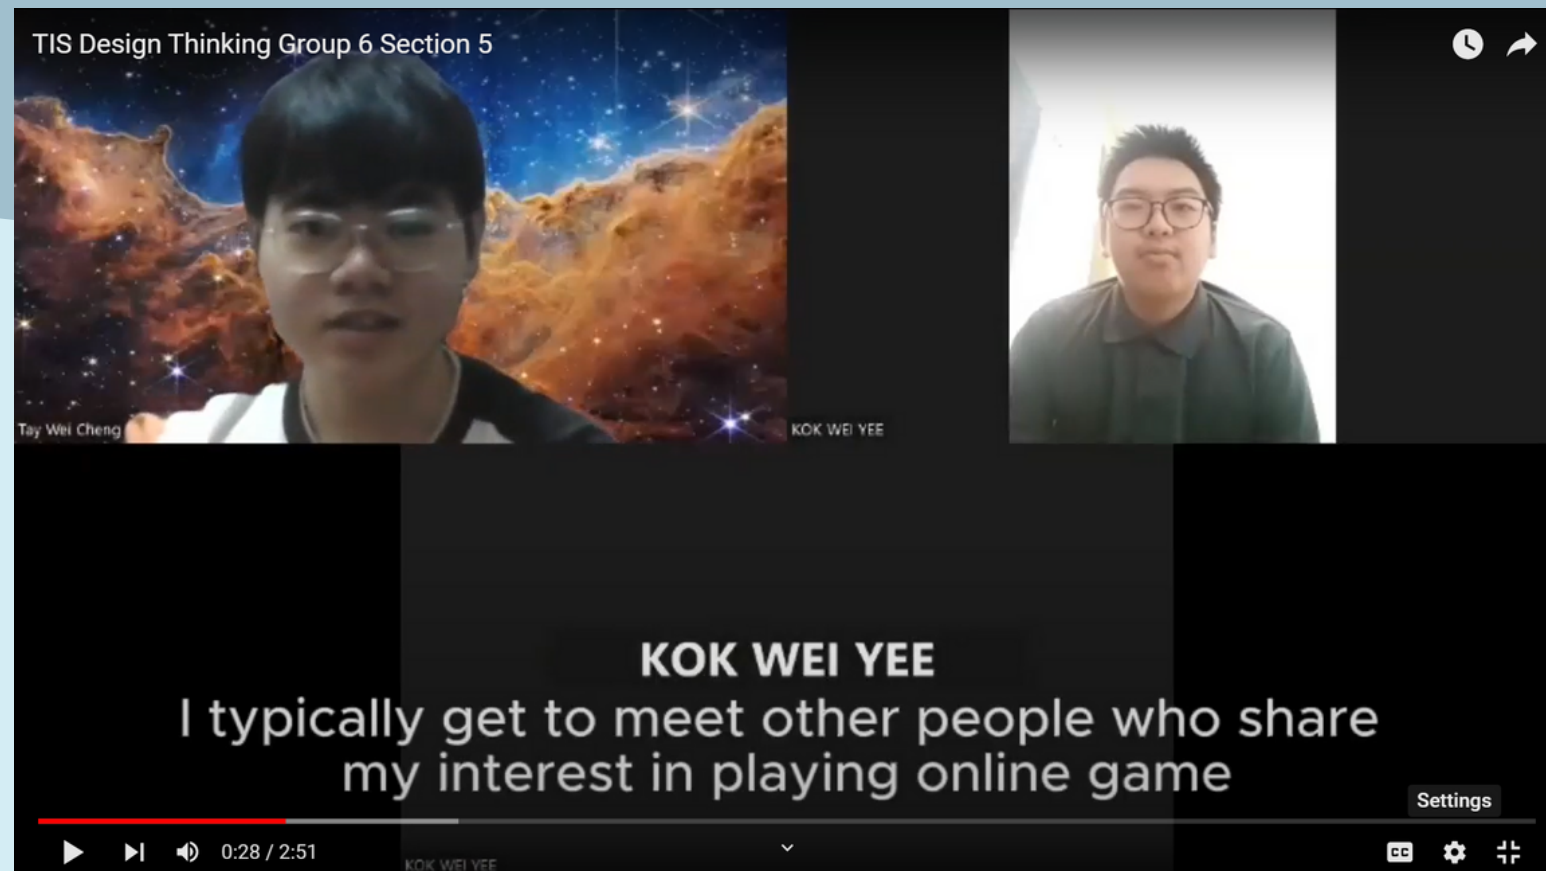 TIS Design Thinking Group 6 Section 5
Tay Wei Cheng
KOK WEI YEE
KOK WEI YEE
I typically get to meet other people who share
my interest in playing online game
Settings
0:28 / 2:51
CC
KOK WEI YEE